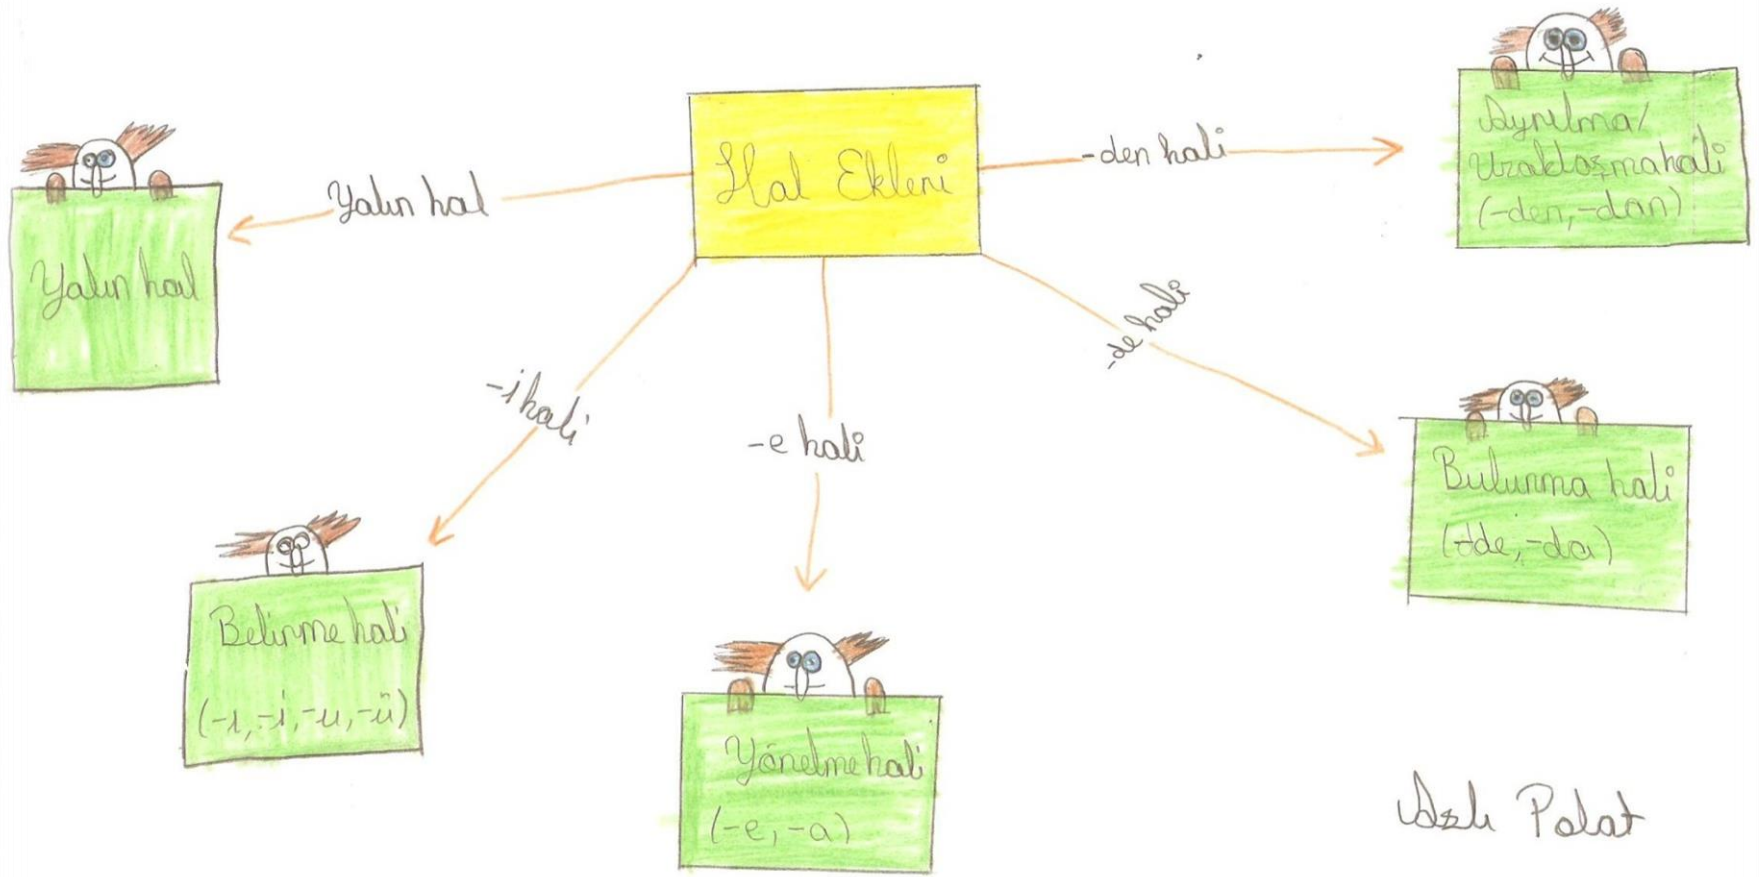 Hal Ekleri
Yalın hal
Yalın hal
-i hali
Belirme hali
(-ı, -i, -u, -ü)
-e hali
Yönelme hali
(-e, -a)
-de hali
Bulunma hali
(-de, -da)
-den hali
Ayrılma/
Uzaklaşma hali
(-den, -dan)
Polat